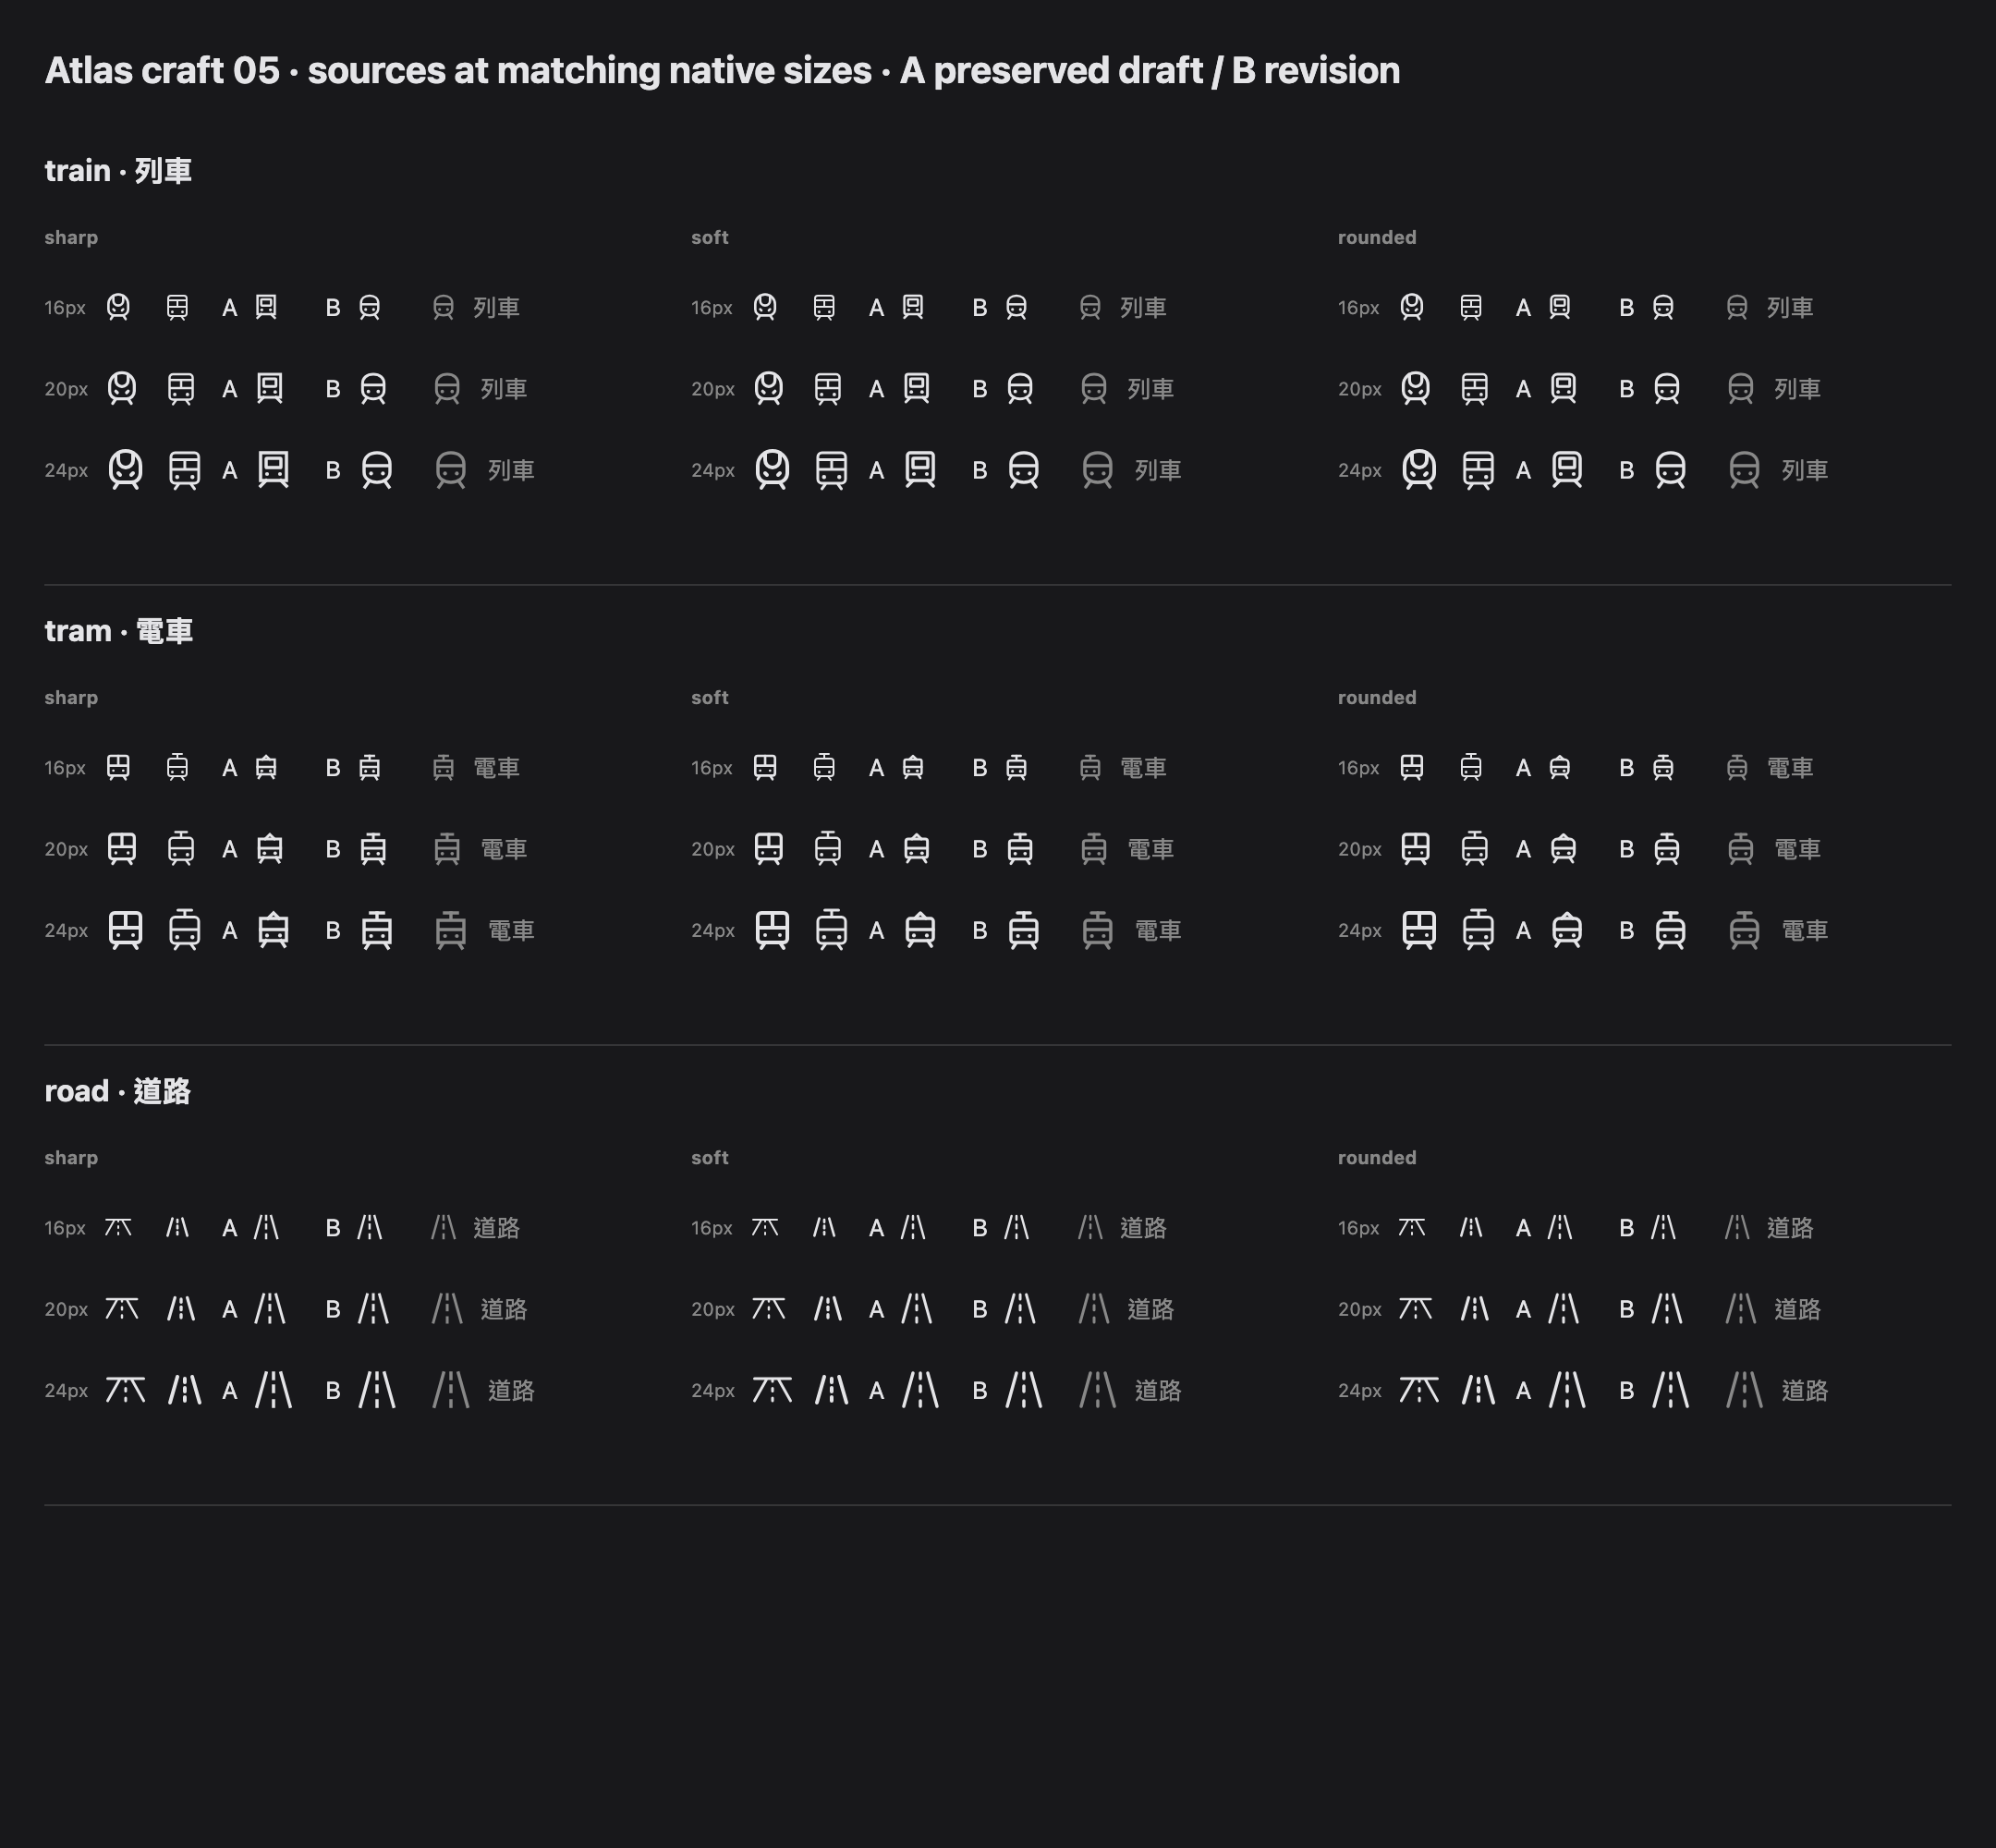 Atlas craft 05 · sources at matching native sizes · A preserved draft / B revision
train · 列車
sharp soft rounded
16px A B 列車 16px A B 列車 16px A B 列車
20px A B 列車 20px A B 列車 20px A B 列車
24px A B 列車 24px A B 列車 24px A B 列車
tram · 電車
sharp soft rounded
16px A B 電車 16px A B 電車 16px A B 電車
20px A B 電車 20px A B 電車 20px A B 電車
24px A B 電車 24px A B 電車 24px A B 電車
road · 道路
sharp soft rounded
16px A B 道路 16px A B 道路 16px A B 道路
20px A B 道路 20px A B 道路 20px A B 道路
24px A B 道路 24px A B 道路 24px A B 道路